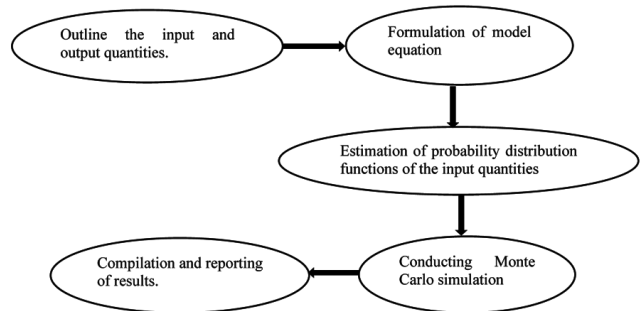 Outline the input and
output quantities.
Formulation of model
equation
Estimation of probability distribution
functions of the input quantities
Conducting Monte
Carlo simulation
Compilation and reporting
of results.